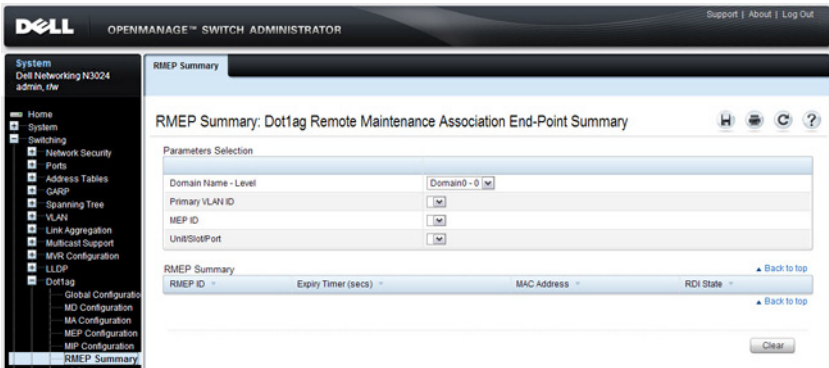 Support | About | Log Out
DELL OPENMANAGE™ SWITCH ADMINISTRATOR
System
Dell Networking N3024
admin, r/w
RMEP Summary
Home
System
Switching
Network Security
Ports
Address Tables
GARP
Spanning Tree
VLAN
Link Aggregation
Multicast Support
MVR Configuration
LLDP
Dot1ag
Global Configuratio
MD Configuration
MA Configuration
MEP Configuration
MIP Configuration
RMEP Summary
RMEP Summary: Dot1ag Remote Maintenance Association End-Point Summary
Parameters Selection
Domain Name - Level Domain0 - 0
Primary VLAN ID
MEP ID
Unit/Slot/Port
Back to top
RMEP Summary
RMEP ID Expiry Timer (secs) MAC Address RDI State
Back to top
Clear